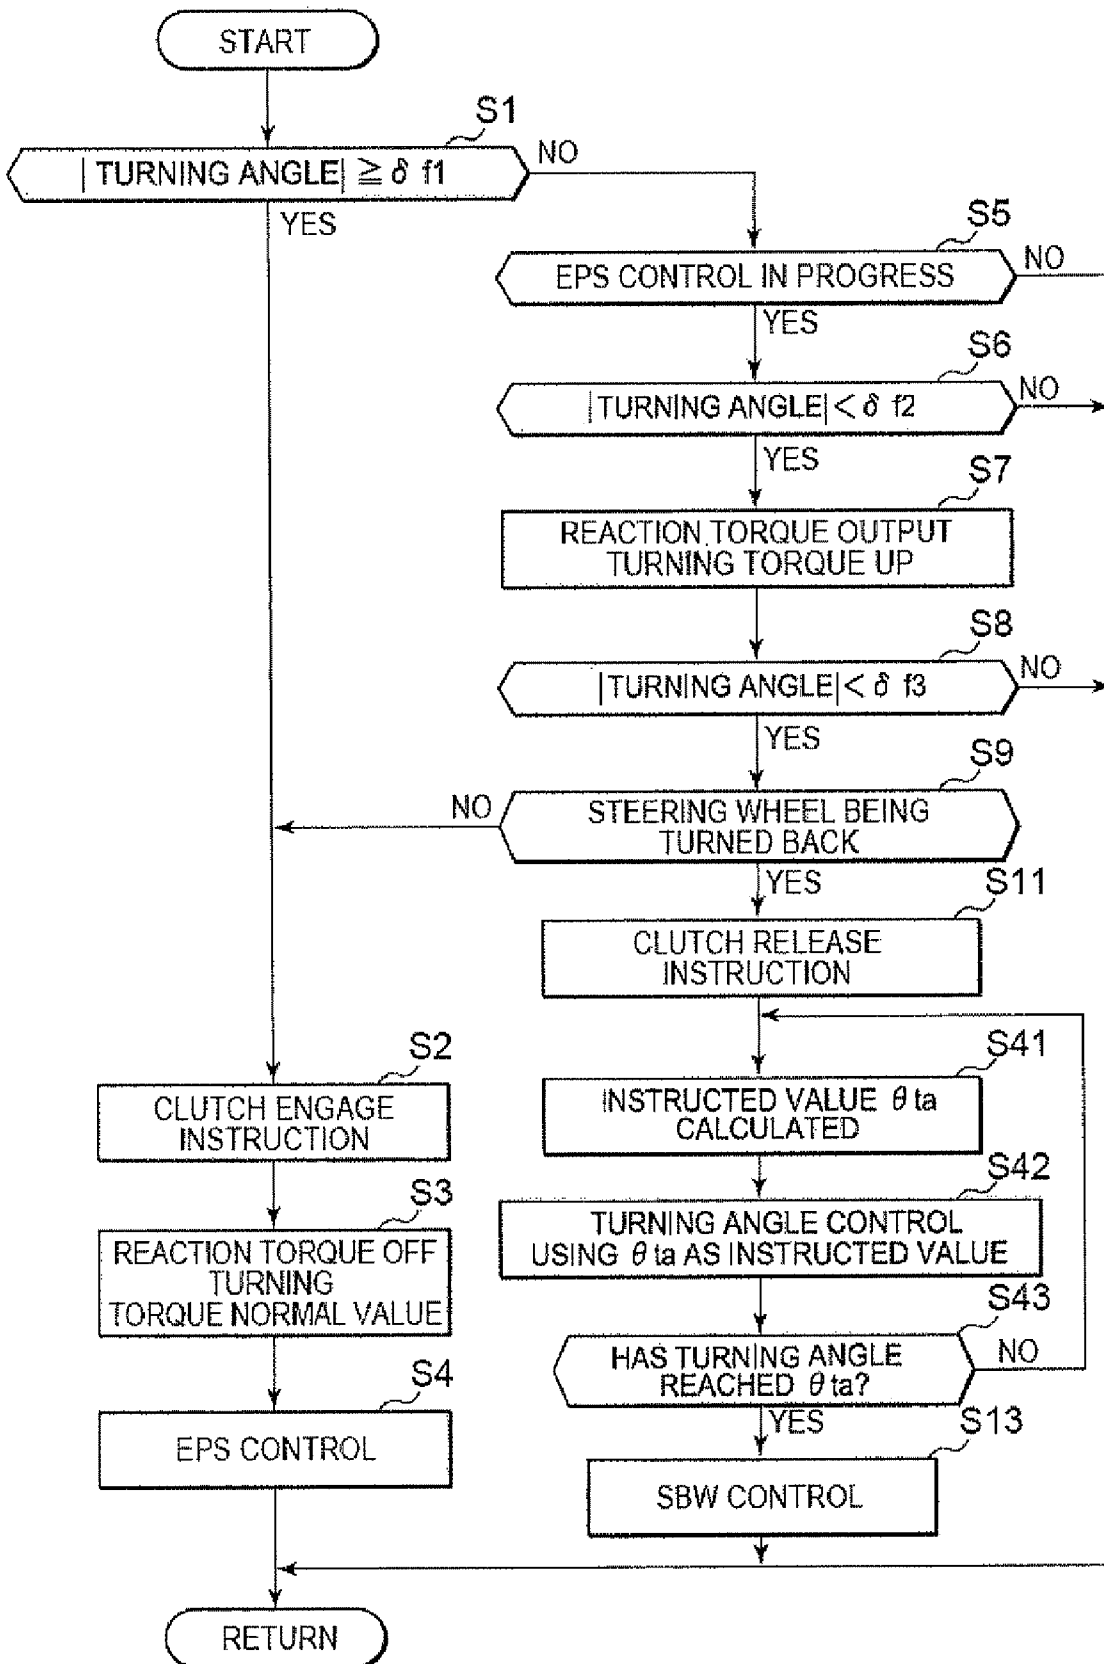 START
S1
| TURNING ANGLE| ≧ δ f1
NO
YES
S5
EPS CONTROL IN PROGRESS
NO
YES
S6
|TURNING ANGLE| < δ f2
NO
YES
S7
REACTION TORQUE OUTPUT
TURNING TORQUE UP
S8
|TURNING ANGLE| < δ f3
NO
YES
S9
STEERING WHEEL BEING
TURNED BACK
NO
YES
S11
CLUTCH RELEASE
INSTRUCTION
S41
INSTRUCTED VALUE θ ta
CALCULATED
S42
TURNING ANGLE CONTROL
USING θ ta AS INSTRUCTED VALUE
S43
HAS TURNING ANGLE
REACHED θ ta?
NO
YES
S13
SBW CONTROL
S2
CLUTCH ENGAGE
INSTRUCTION
S3
REACTION TORQUE OFF
TURNING
TORQUE NORMAL VALUE
S4
EPS CONTROL
RETURN